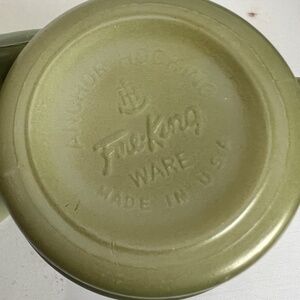 ANCHOR HOCKING
Fire-King
WARE
MADE IN U.S.A.